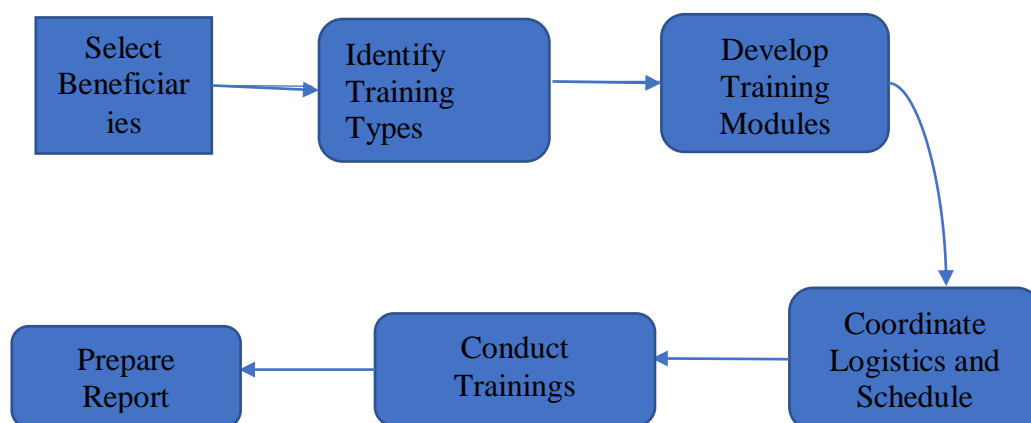 Select
Beneficiar
ies
Identify
Training
Types
Develop
Training
Modules
Coordinate
Logistics and
Schedule
Conduct
Trainings
Prepare
Report